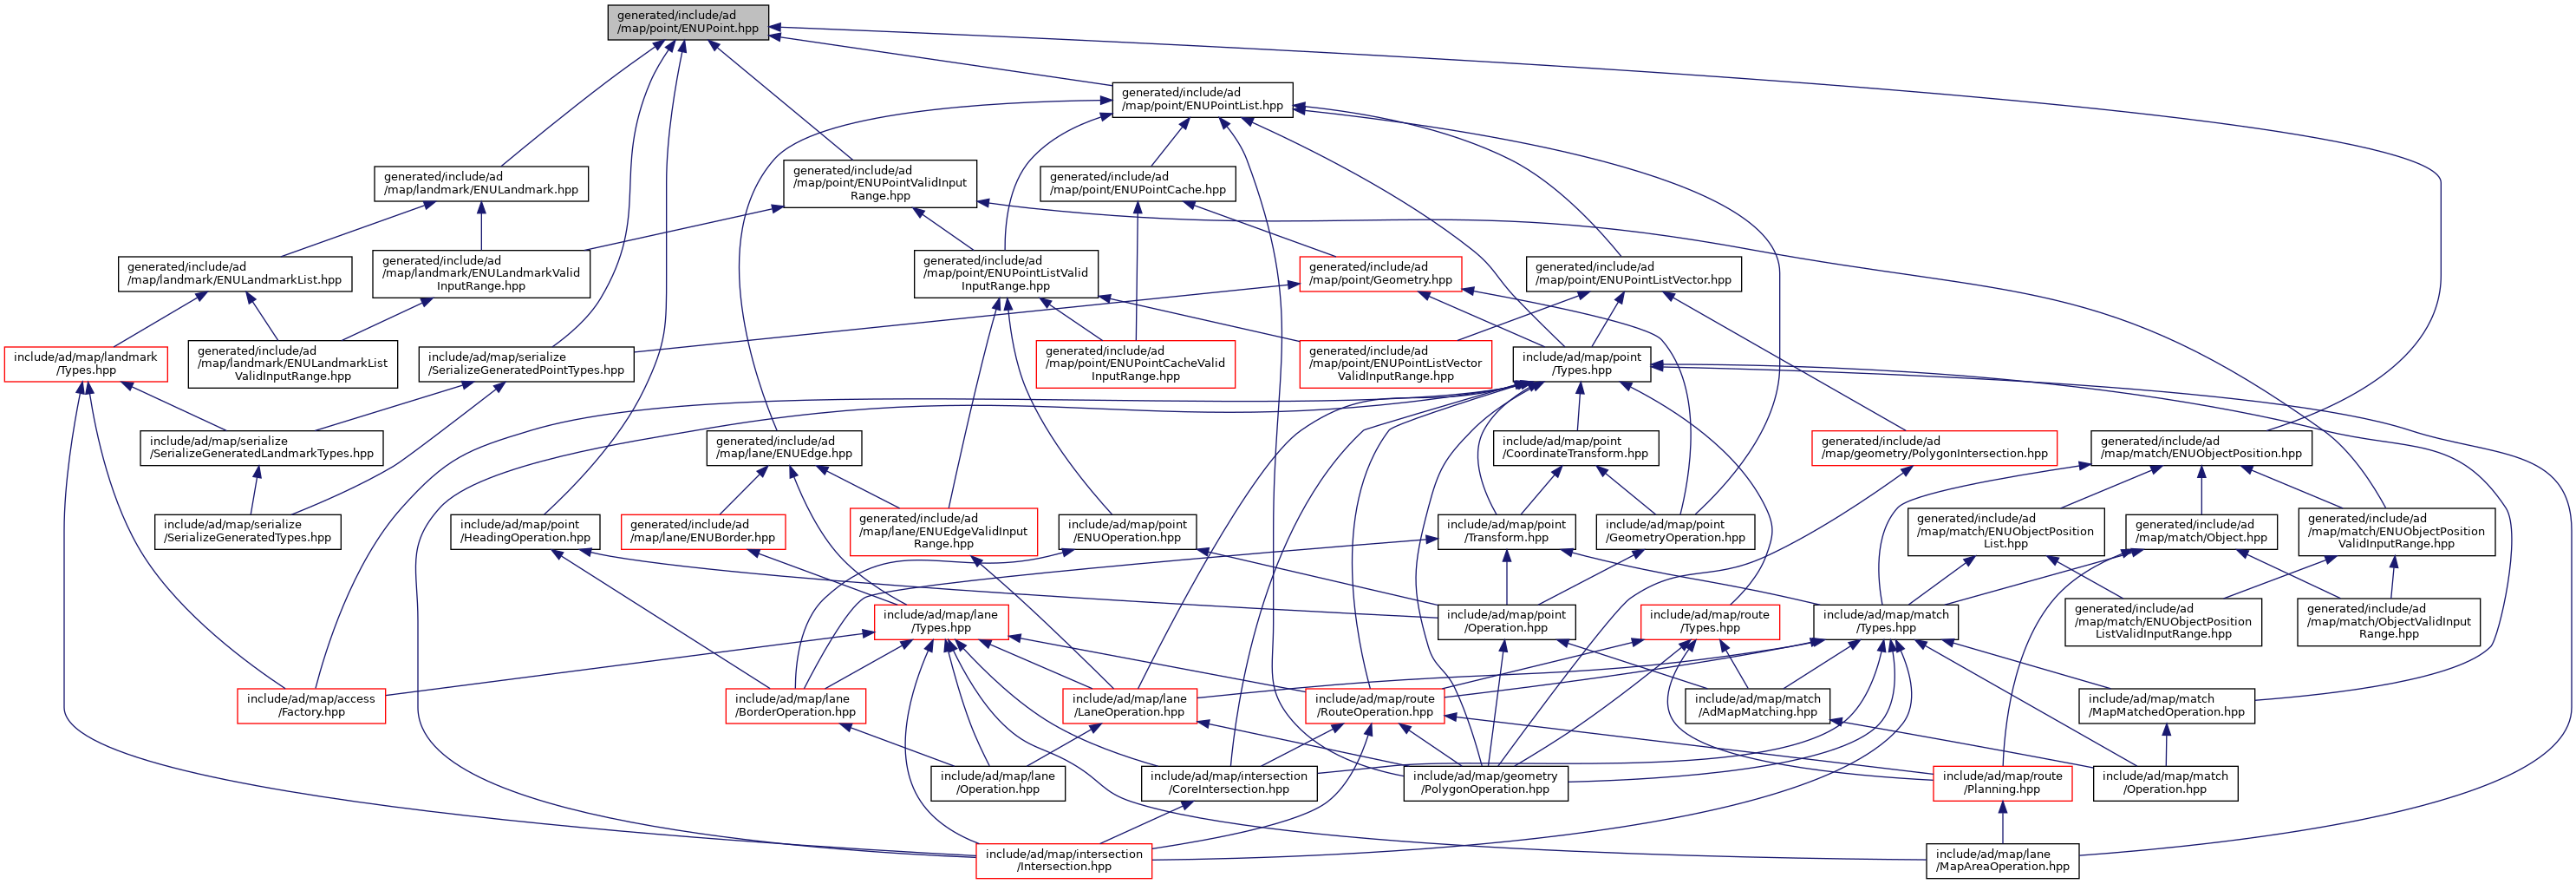 generated/include/ad
/map/point/ENUPoint.hpp
generated/include/ad
/map/point/ENUPointList.hpp
generated/include/ad
/map/landmark/ENULandmark.hpp
generated/include/ad
/map/point/ENUPointValidInput
Range.hpp
generated/include/ad
/map/point/ENUPointCache.hpp
generated/include/ad
/map/landmark/ENULandmarkList.hpp
generated/include/ad
/map/landmark/ENULandmarkValid
InputRange.hpp
generated/include/ad
/map/point/ENUPointListValid
InputRange.hpp
generated/include/ad
/map/point/Geometry.hpp
generated/include/ad
/map/point/ENUPointListVector.hpp
include/ad/map/landmark
/Types.hpp
generated/include/ad
/map/landmark/ENULandmarkList
ValidInputRange.hpp
include/ad/map/serialize
/SerializeGeneratedPointTypes.hpp
generated/include/ad
/map/point/ENUPointCacheValid
InputRange.hpp
generated/include/ad
/map/point/ENUPointListVector
ValidInputRange.hpp
include/ad/map/point
/Types.hpp
include/ad/map/serialize
/SerializeGeneratedLandmarkTypes.hpp
generated/include/ad
/map/lane/ENUEdge.hpp
include/ad/map/point
/CoordinateTransform.hpp
generated/include/ad
/map/geometry/PolygonIntersection.hpp
generated/include/ad
/map/match/ENUObjectPosition.hpp
include/ad/map/serialize
/SerializeGeneratedTypes.hpp
include/ad/map/point
/HeadingOperation.hpp
generated/include/ad
/map/lane/ENUBorder.hpp
generated/include/ad
/map/lane/ENUEdgeValidInput
Range.hpp
include/ad/map/point
/ENUOperation.hpp
include/ad/map/point
/Transform.hpp
include/ad/map/point
/GeometryOperation.hpp
generated/include/ad
/map/match/ENUObjectPosition
List.hpp
generated/include/ad
/map/match/Object.hpp
generated/include/ad
/map/match/ENUObjectPosition
ValidInputRange.hpp
include/ad/map/lane
/Types.hpp
include/ad/map/point
/Operation.hpp
include/ad/map/route
/Types.hpp
include/ad/map/match
/Types.hpp
generated/include/ad
/map/match/ENUObjectPosition
ListValidInputRange.hpp
generated/include/ad
/map/match/ObjectValidInput
Range.hpp
include/ad/map/access
/Factory.hpp
include/ad/map/lane
/BorderOperation.hpp
include/ad/map/lane
/LaneOperation.hpp
include/ad/map/route
/RouteOperation.hpp
include/ad/map/match
/AdMapMatching.hpp
include/ad/map/match
/MapMatchedOperation.hpp
include/ad/map/lane
/Operation.hpp
include/ad/map/intersection
/CoreIntersection.hpp
include/ad/map/geometry
/PolygonOperation.hpp
include/ad/map/route
/Planning.hpp
include/ad/map/match
/Operation.hpp
include/ad/map/intersection
/Intersection.hpp
include/ad/map/lane
/MapAreaOperation.hpp